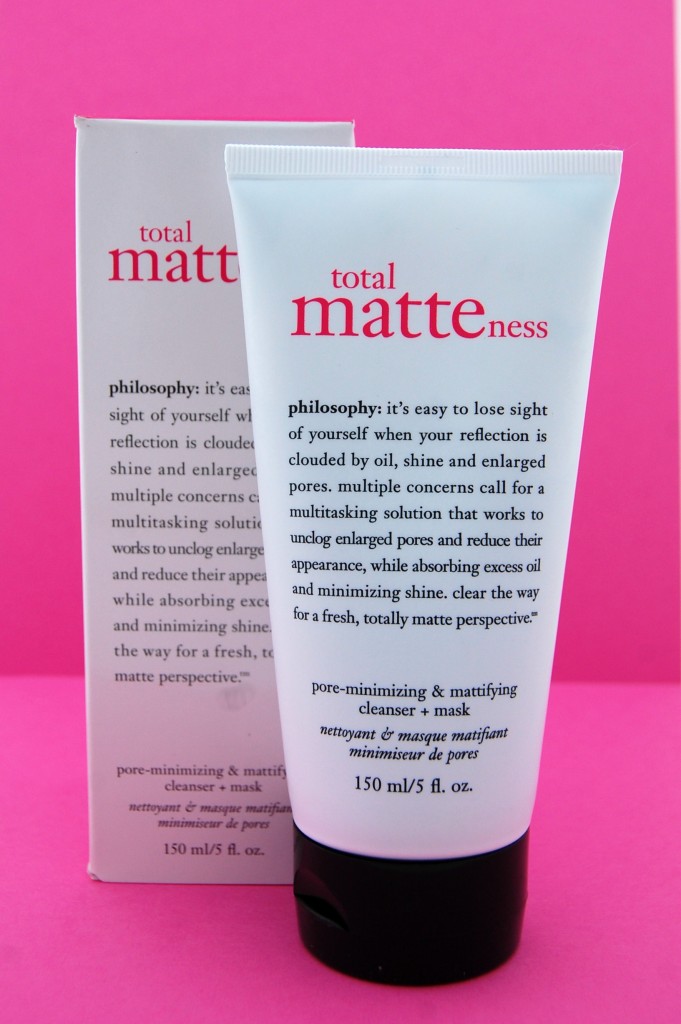 total
matte
philosophy: it's eas
sight of yourself wh
reflection is clouded
shine and enlarged
multiple concerns ca
multitasking solutio
works to unclog enlarge
and reduce their appea
while absorbing exce
and minimizing shine.
the way for a fresh, to
matte perspective.™
pore-minimizing & mattify
cleanser + mask
nettoyant & masque matifian
minimiseur de pores
150 ml/5 fl. oz.
total
matteness
philosophy: it's easy to lose sight
of yourself when your reflection is
clouded by oil, shine and enlarged
pores. multiple concerns call for a
multitasking solution that works to
unclog enlarged pores and reduce their
appearance, while absorbing excess oil
and minimizing shine. clear the way
for a fresh, totally matte perspective.™
pore-minimizing & mattifying
cleanser + mask
nettoyant & masque matifiant
minimiseur de pores
150 ml/5 fl. oz.